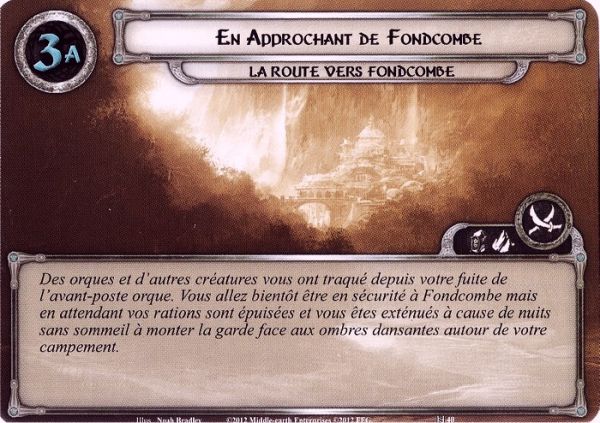 3A
En Approchant de Fondcombe
La Route vers Fondcombe
Des orques et d'autres créatures vous ont traqué depuis votre fuite de
l'avant-poste orque. Vous allez bientôt être en sécurité à Fondcombe mais
en attendant vos rations sont épuisées et vous êtes exténués à cause de nuits
sans sommeil à monter la garde face aux ombres dansantes autour de votre
campement.
Illus. Noah Bradley ©2012 Middle-earth Enterprises ©2012 FFG